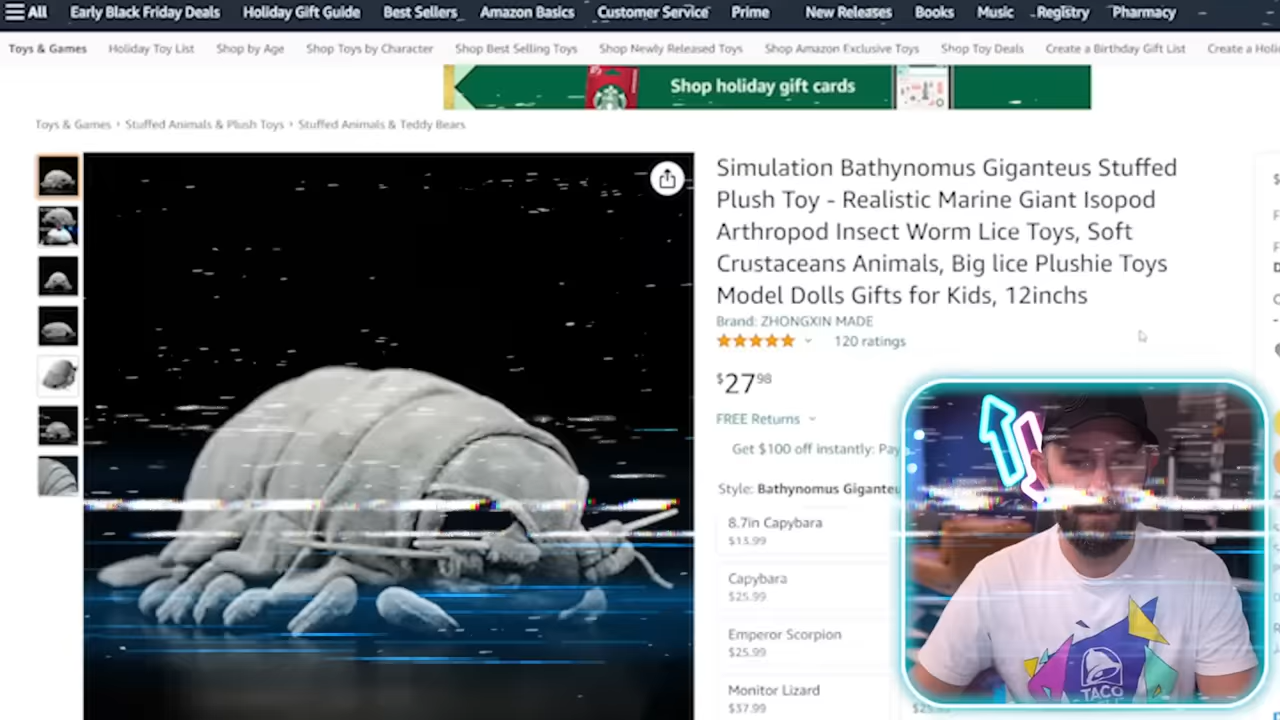 All Early Black Friday Deals Holiday Gift Guide Best Sellers Amazon Basics Customer Service Prime New Releases Books Music Registry Pharmacy
Toys & Games Holiday Toy List Shop by Age Shop Toys by Character Shop Best Selling Toys Shop Newly Released Toys Shop Amazon Exclusive Toys Shop Toy Deals Create a Birthday Gift List Create a Holi
Shop holiday gift cards
Toys & Games › Stuffed Animals & Plush Toys › Stuffed Animals & Teddy Bears
Simulation Bathynomus Giganteus Stuffed
Plush Toy - Realistic Marine Giant Isopod
Arthropod Insect Worm Lice Toys, Soft
Crustaceans Animals, Big lice Plushie Toys
Model Dolls Gifts for Kids, 12inchs
Brand: ZHONGXIN MADE
120 ratings
$27.98
FREE Returns
Get $100 off instantly: Pay
Style: Bathynomus Giganteu
8.7in Capybara
$13.99
Capybara
$25.99
Emperor Scorpion
$25.99
Monitor Lizard
$37.99
TACO